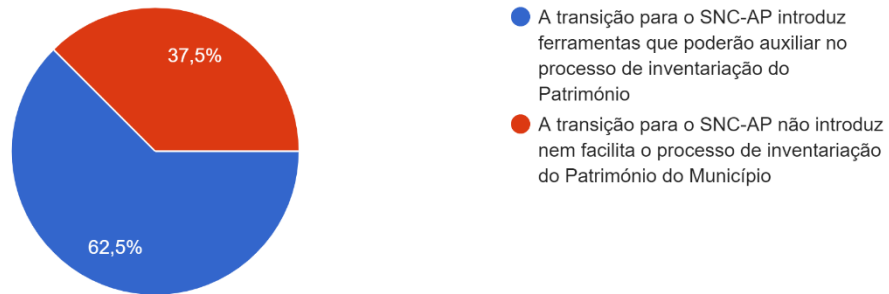 37,5%
62,5%
A transição para o SNC-AP introduz
ferramentas que poderão auxiliar no
processo de inventariação do
Património
A transição para o SNC-AP não introduz
nem facilita o processo de inventariação
do Património do Município